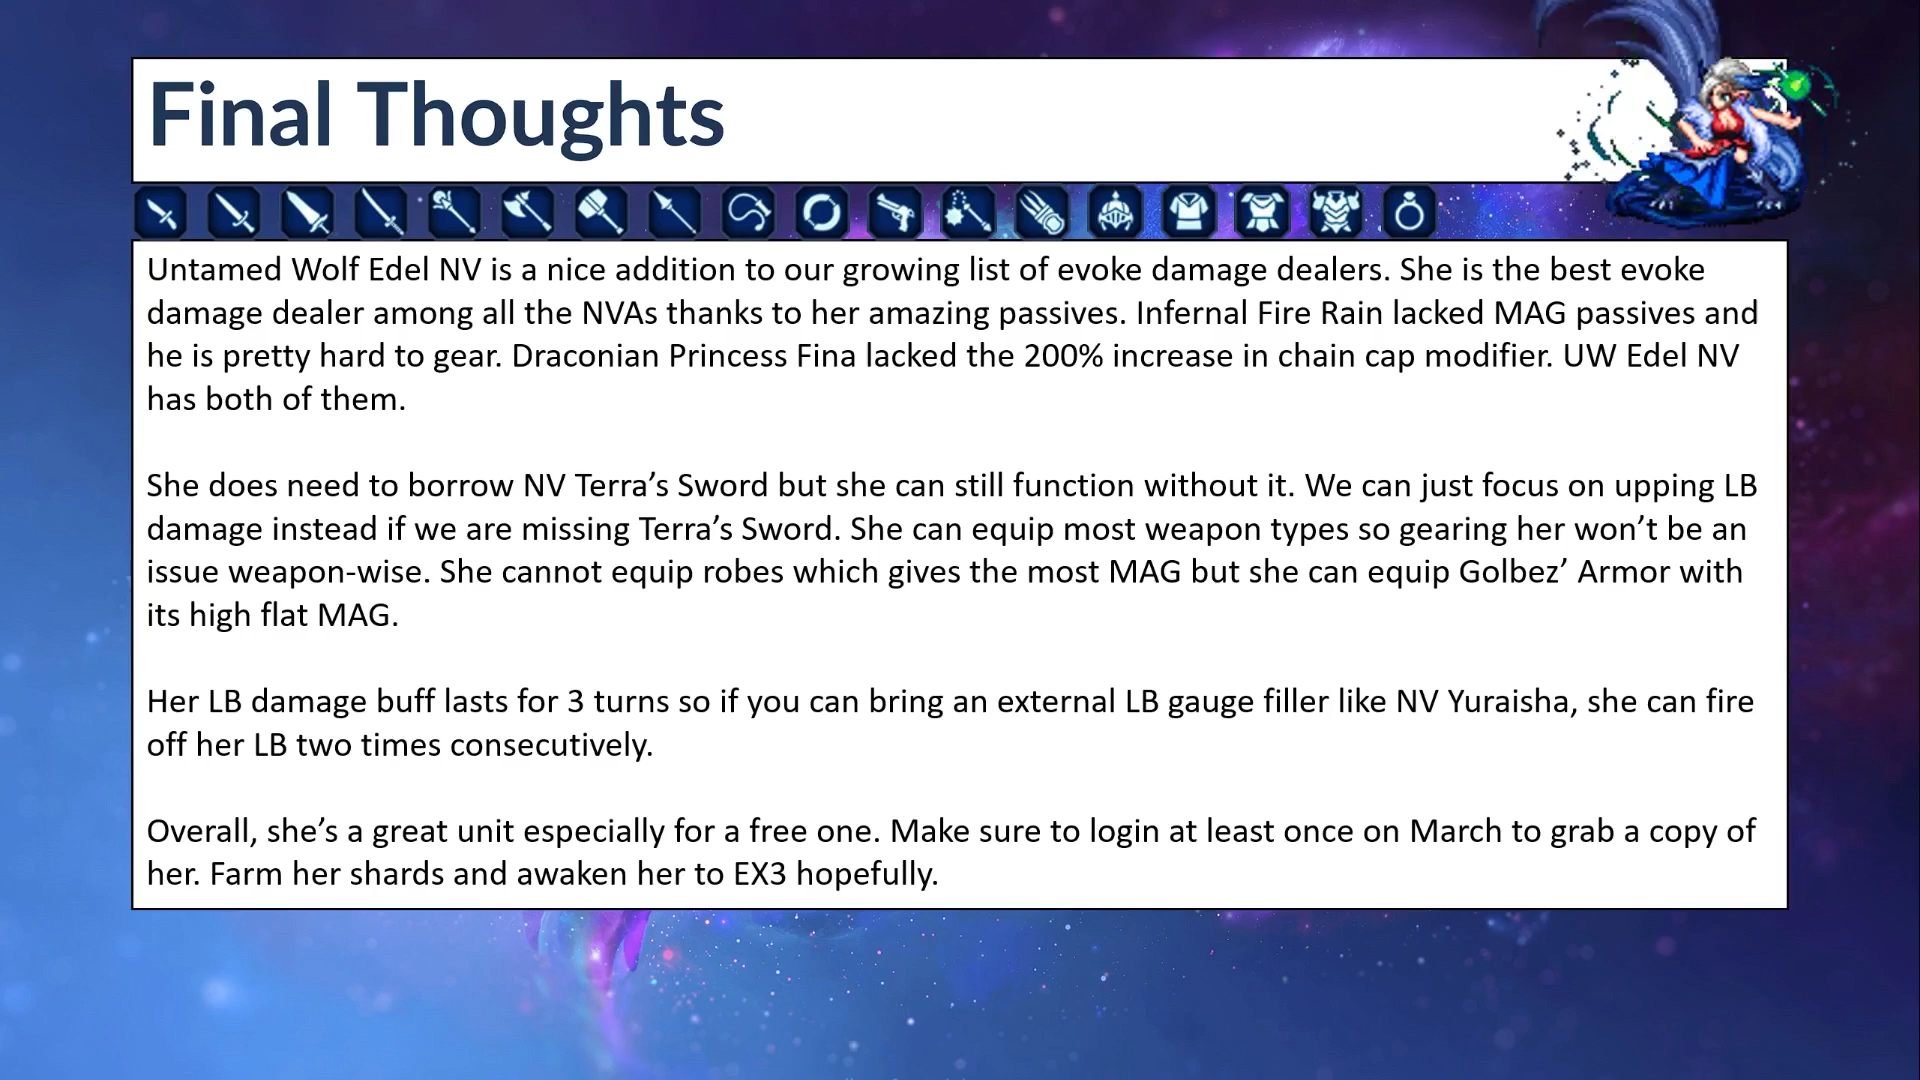 Final Thoughts
Untamed Wolf Edel NV is a nice addition to our growing list of evoke damage dealers. She is the best evoke
damage dealer among all the NVAs thanks to her amazing passives. Infernal Fire Rain lacked MAG passives and
he is pretty hard to gear. Draconian Princess Fina lacked the 200% increase in chain cap modifier. UW Edel NV
has both of them.
She does need to borrow NV Terra’s Sword but she can still function without it. We can just focus on upping LB
damage instead if we are missing Terra’s Sword. She can equip most weapon types so gearing her won’t be an
issue weapon-wise. She cannot equip robes which gives the most MAG but she can equip Golbez’ Armor with
its high flat MAG.
Her LB damage buff lasts for 3 turns so if you can bring an external LB gauge filler like NV Yuraisha, she can fire
off her LB two times consecutively.
Overall, she’s a great unit especially for a free one. Make sure to login at least once on March to grab a copy of
her. Farm her shards and awaken her to EX3 hopefully.